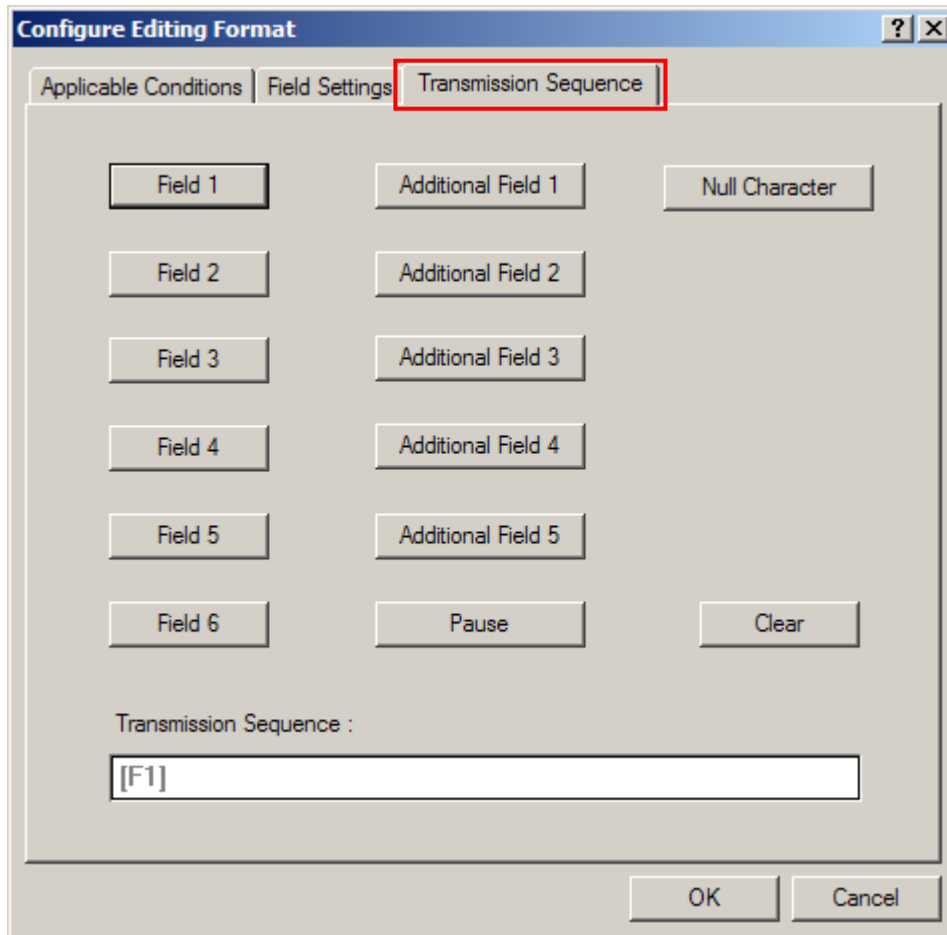 Configure Editing Format
Applicable Conditions Field Settings Transmission Sequence
Field 1 Additional Field 1 Null Character
Field 2 Additional Field 2
Field 3 Additional Field 3
Field 4 Additional Field 4
Field 5 Additional Field 5
Field 6 Pause Clear
Transmission Sequence :
[F1]
OK Cancel